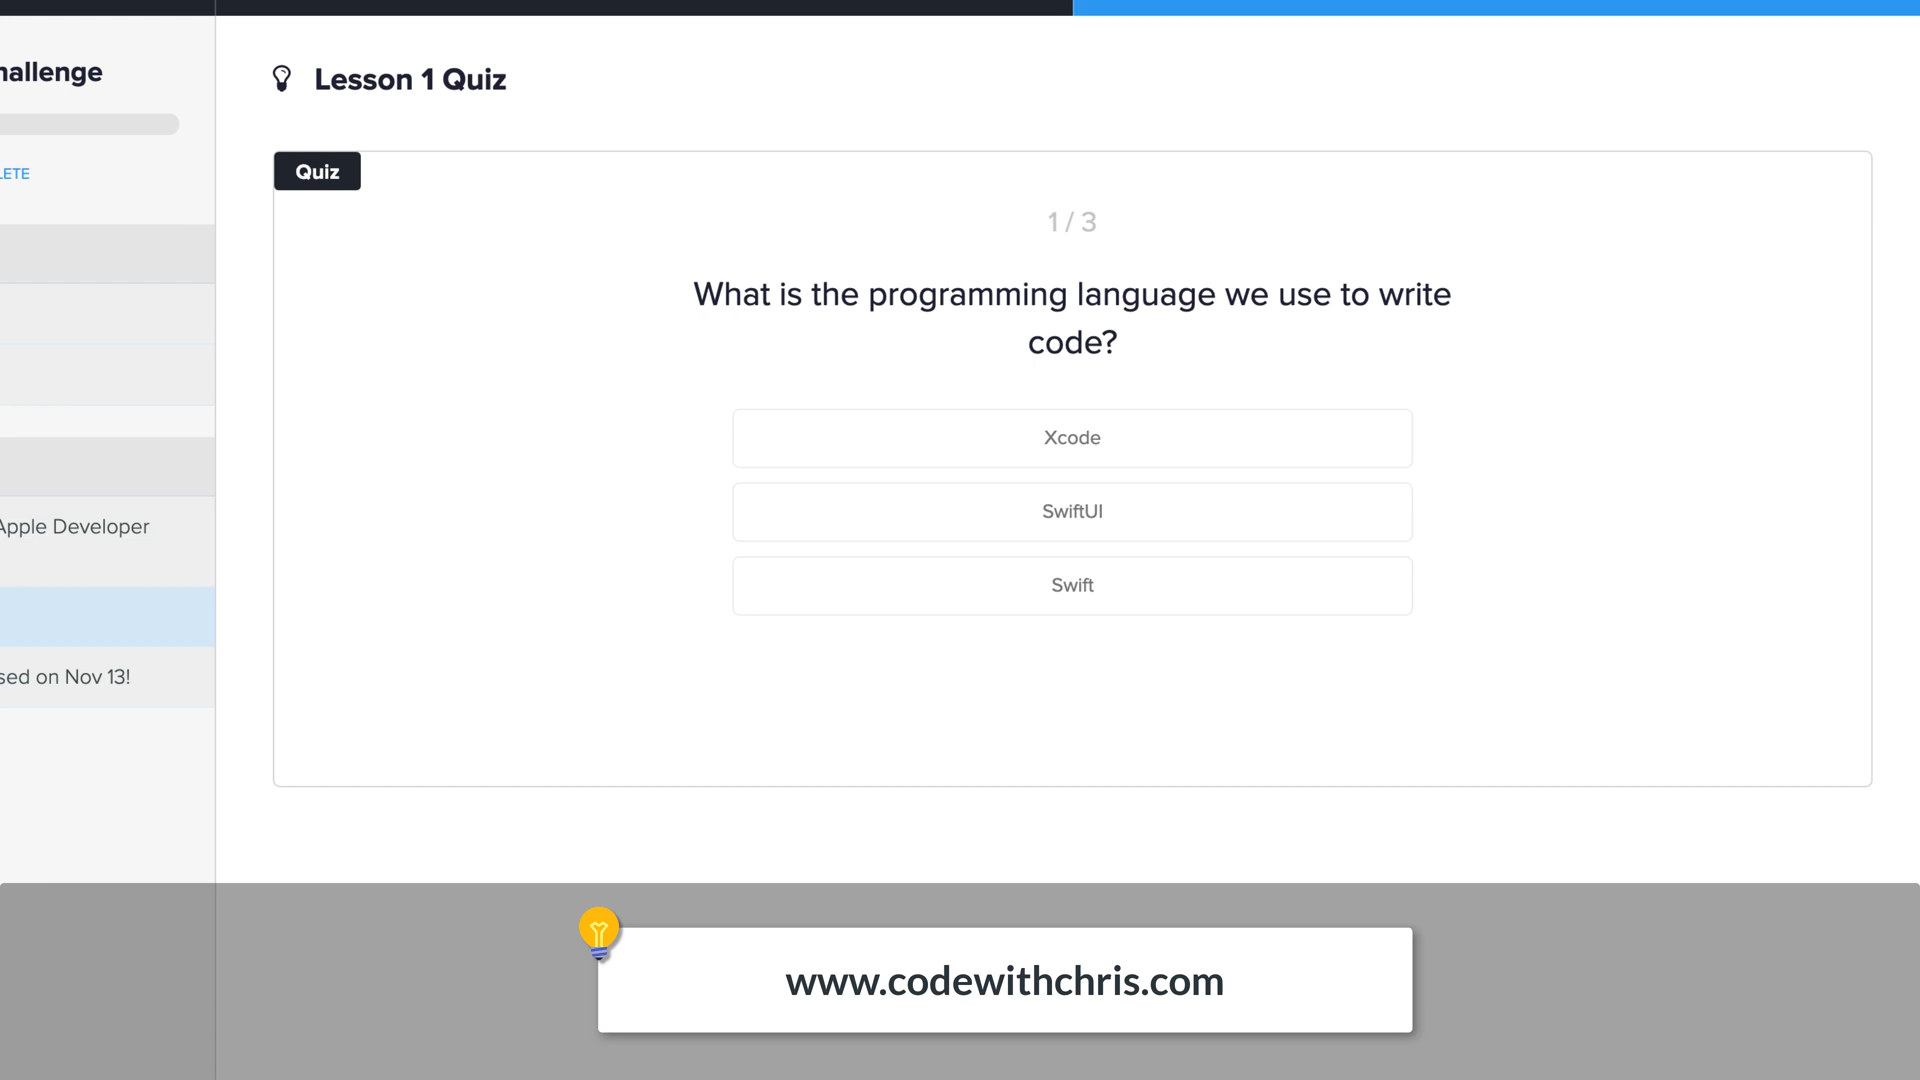 hallenge
LETE
Apple Developer
sed on Nov 13!
Lesson 1 Quiz
Quiz
1 / 3
What is the programming language we use to write
code?
Xcode
SwiftUI
Swift
www.codewithchris.com